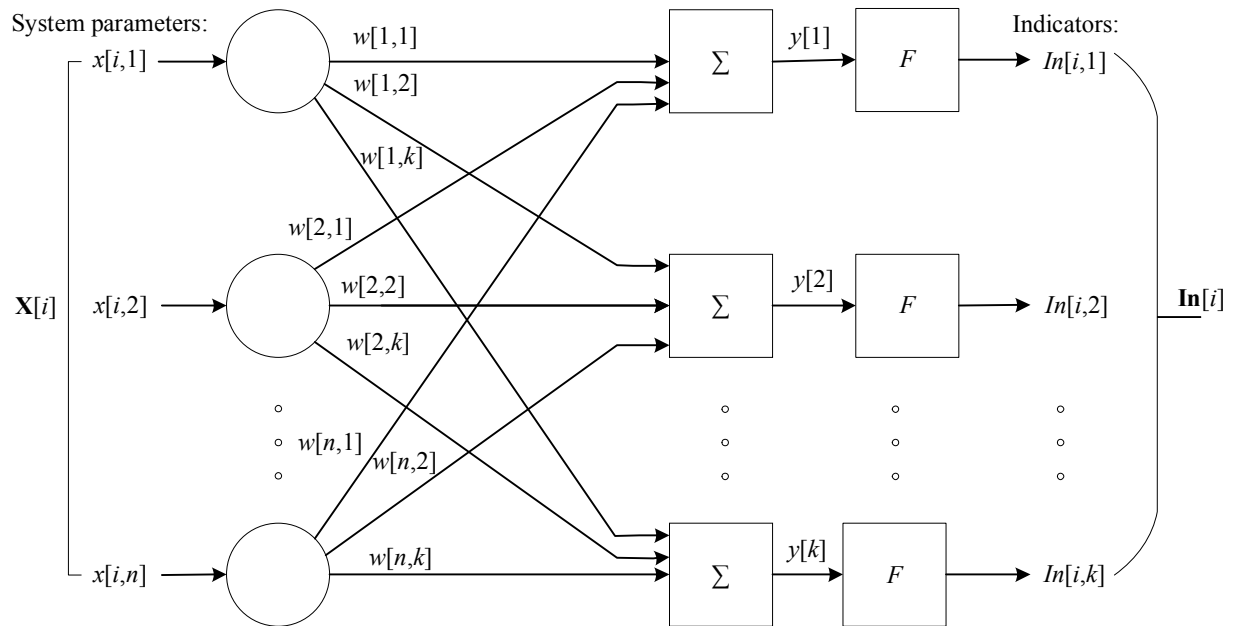 System parameters:
Indicators:
x[i,1]
w[1,1]
Σ
y[1]
F
In[i,1]
w[1,2]
w[1,k]
w[2,1]
X[i]
x[i,2]
w[2,2]
Σ
y[2]
F
In[i,2]
In[i]
w[2,k]
w[n,1]
w[n,2]
x[i,n]
w[n,k]
Σ
y[k]
F
In[i,k]